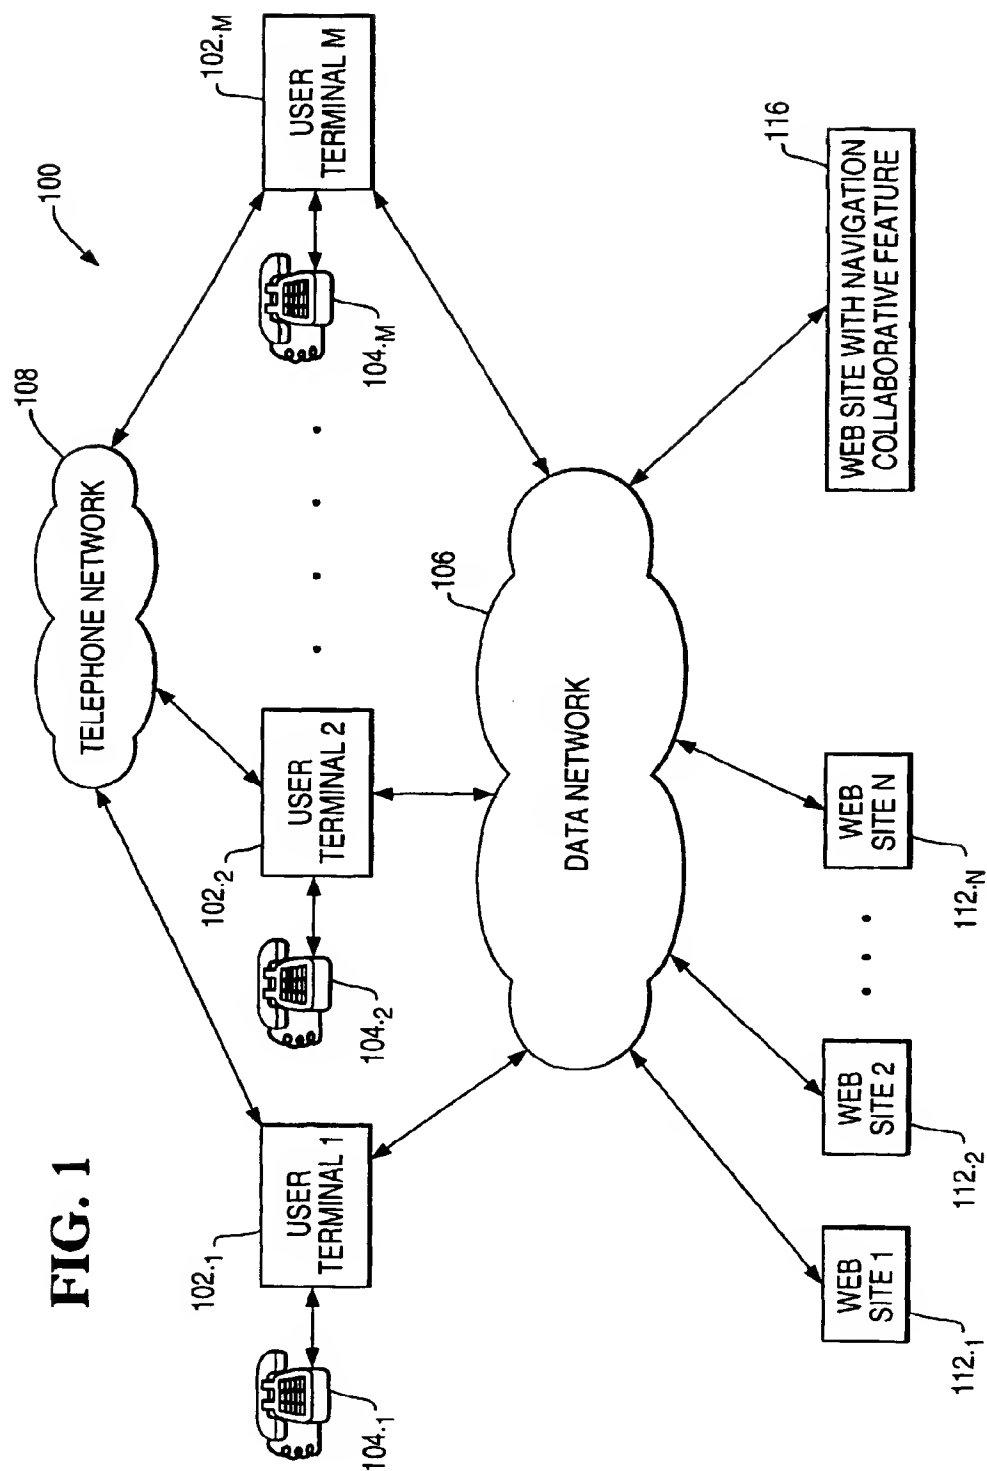 FIG. 1
100
108
TELEPHONE NETWORK
102.1
USER
TERMINAL 1
104.1
102.2
USER
TERMINAL 2
104.2
102.M
USER
TERMINAL M
104.M
106
DATA NETWORK
WEB
SITE 1
112.1
WEB
SITE 2
112.2
WEB
SITE N
112.N
116
WEB SITE WITH NAVIGATION
COLLABORATIVE FEATURE